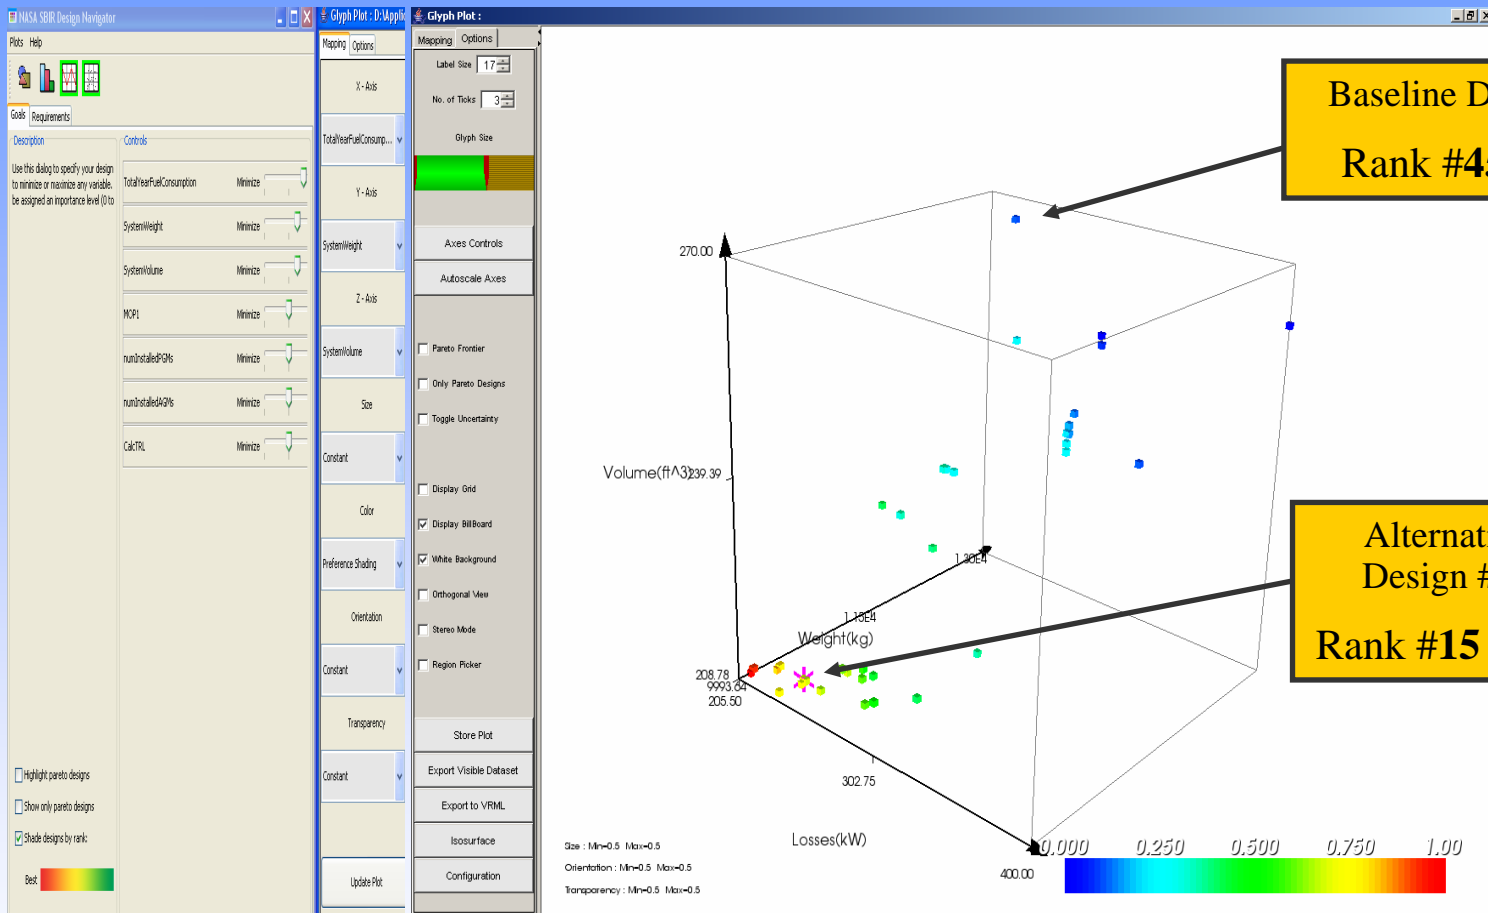 NASA SBIR Design Navigator
Plots Help
Goals Requirements
Description
Use this dialog to specify your design
to minimize or maximize any variable.
be assigned an importance level (0 to
Controls
TotalYearFuelConsumption Minimize
SystemWeight Minimize
SystemVolume Minimize
MOP1 Minimize
numInstalledPGMs Minimize
numInstalledAGMs Minimize
CalcTRL Minimize
Highlight pareto designs
Show only pareto designs
Shade designs by rank:
Best
Glyph Plot : D:\Applic
Mapping Options
X - Axis
TotalYearFuelConsump...
Y - Axis
SystemWeight
Z - Axis
SystemVolume
Size
Constant
Color
Preference Shading
Orientation
Constant
Transparency
Constant
Update Plot
Glyph Plot :
Mapping Options
Label Size 17
No. of Ticks 3
Glyph Size
Axes Controls
Autoscale Axes
Pareto Frontier
Only Pareto Designs
Toggle Uncertainty
Display Grid
Display BillBoard
White Background
Orthogonal View
Stereo Mode
Region Picker
Store Plot
Export Visible Dataset
Export to VRML
Isosurface
Configuration
Baseline D
Rank #45
270.00
Volume(ft^3)
239.39
1.30E4
1.15E4
Weight(kg)
208.78
9993.64
205.50
302.75
Losses(kW)
400.00
Alternati
Design #
Rank #15
Size : Min=0.5 Max=0.5
Orientation : Min=0.5 Max=0.5
Transparency : Min=0.5 Max=0.5
0.000 0.250 0.500 0.750 1.00